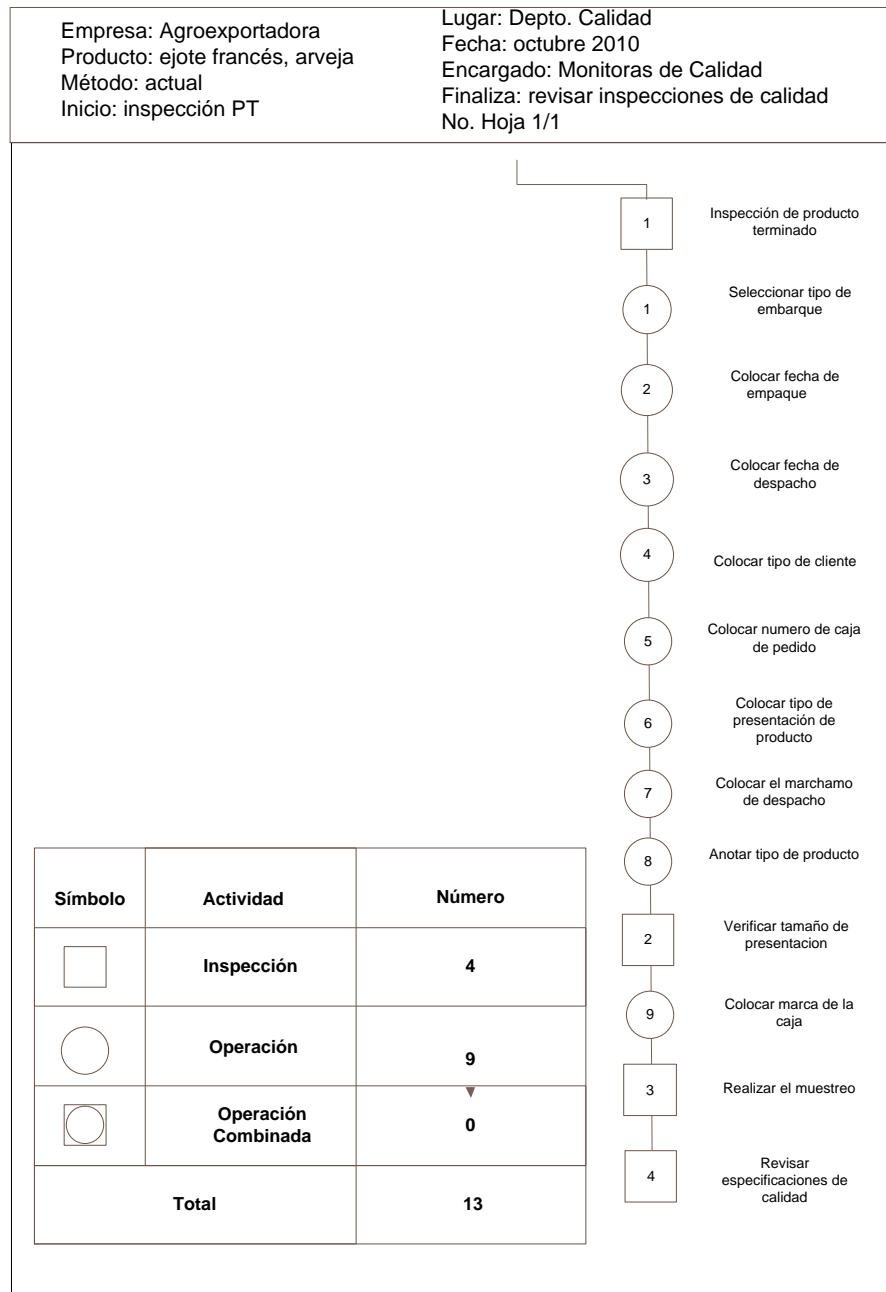 Empresa: Agroexportadora
Producto: ejote francés, arveja
Método: actual
Inicio: inspección PT
Lugar: Depto. Calidad
Fecha: octubre 2010
Encargado: Monitoras de Calidad
Finaliza: revisar inspecciones de calidad
No. Hoja 1/1
1
Inspección de producto
terminado
1
Seleccionar tipo de
embarque
2
Colocar fecha de
empaque
3
Colocar fecha de
despacho
4
Colocar tipo de cliente
5
Colocar numero de caja
de pedido
6
Colocar tipo de
presentación de
producto
7
Colocar el marchamo
de despacho
8
Anotar tipo de producto
2
Verificar tamaño de
presentacion
9
Colocar marca de la
caja
3
Realizar el muestreo
4
Revisar
especificaciones de
calidad
Símbolo Actividad Número
Inspección 4
Operación 9
Operación
Combinada 0
Total 13